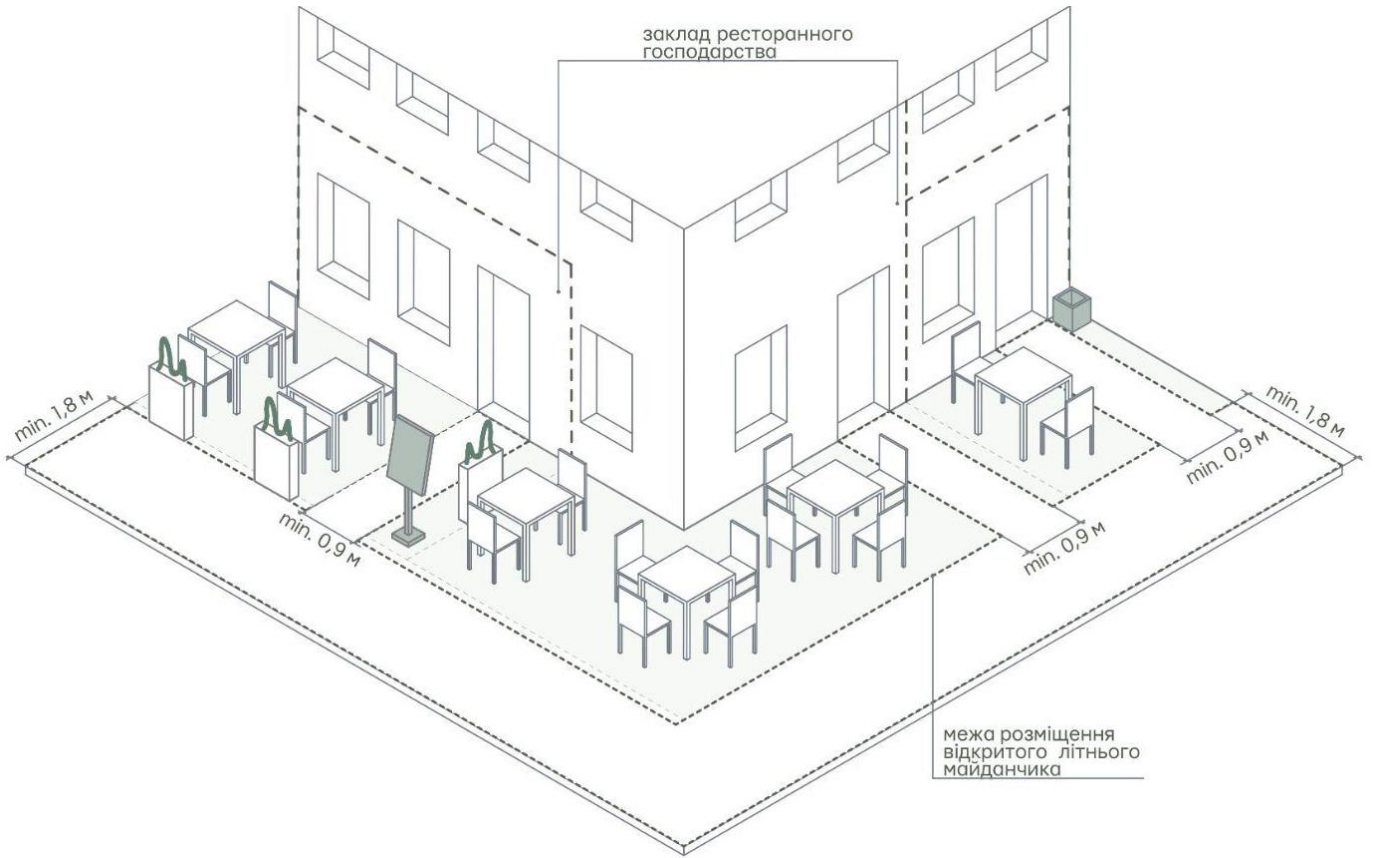 заклад ресторанного
господарства
min. 1,8 м
min. 0,9 м
min. 1,8 м
min. 0,9 м
min. 0,9 м
межа розміщення
відкритого літнього
майданчика